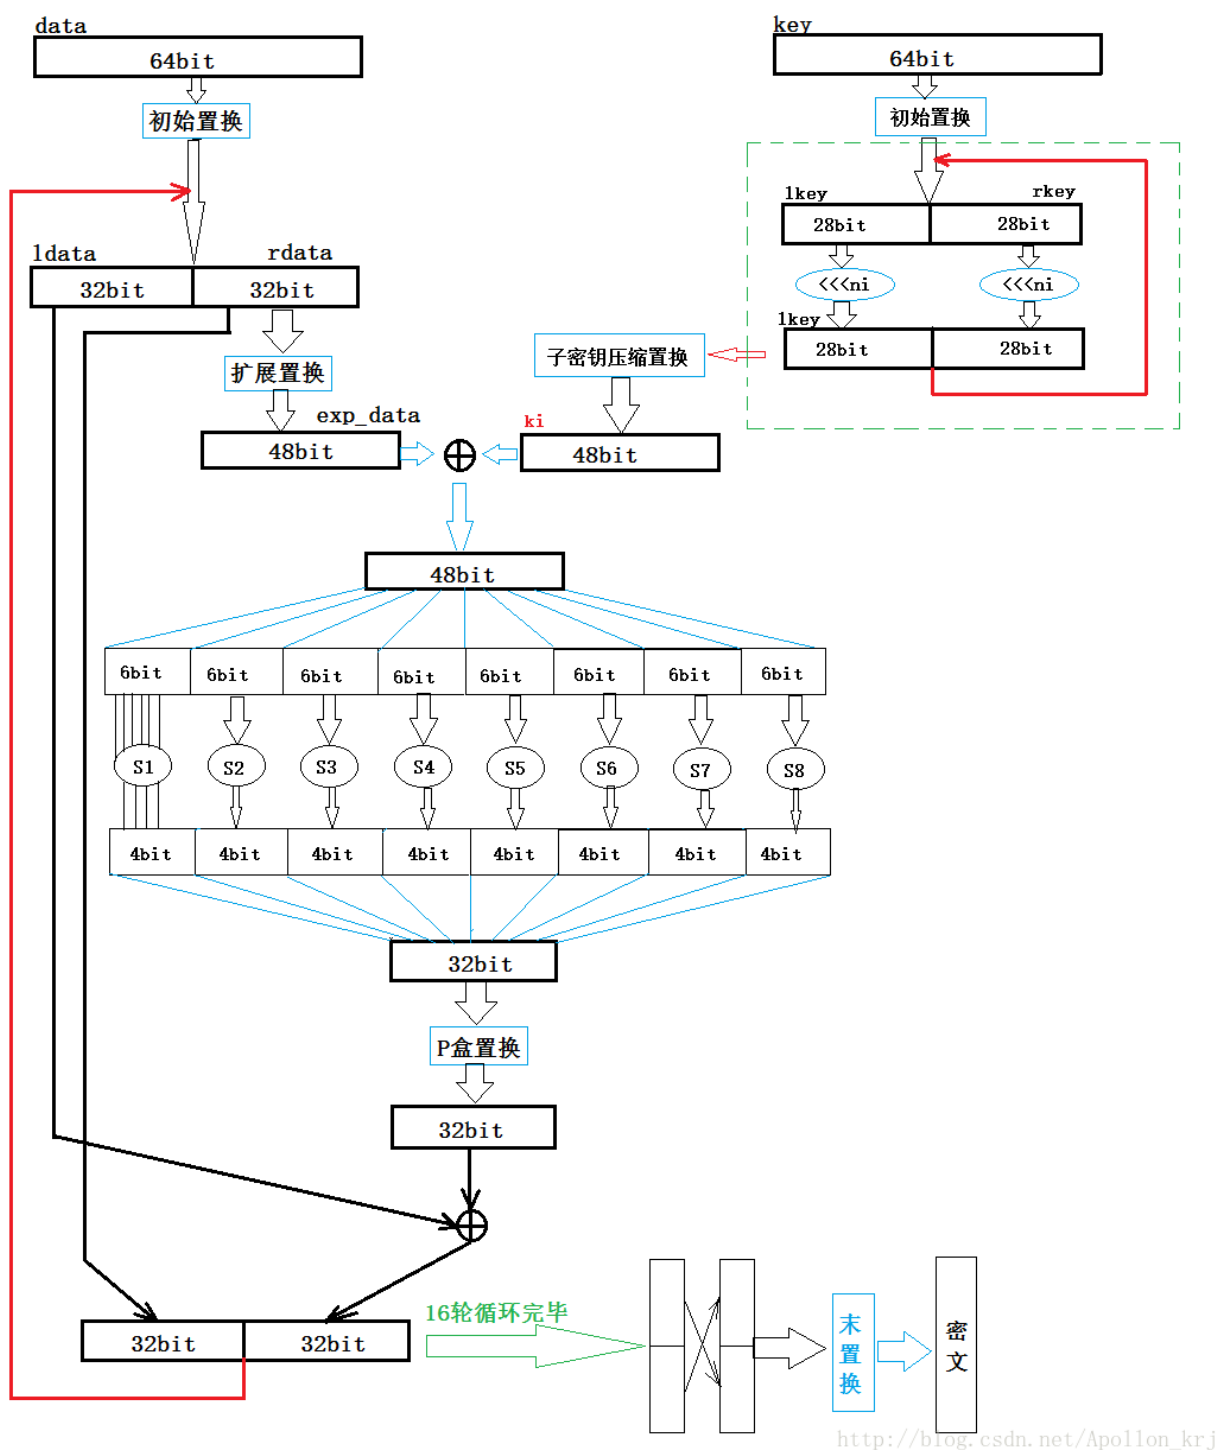 data
key
64bit
64bit
初始置换
初始置换
lkey
rkey
28bit
28bit
<<<ni
<<<ni
ldata
rdata
32bit
32bit
lkey
28bit
28bit
子密钥压缩置换
扩展置换
exp_data
ki
48bit
48bit
48bit
6bit
6bit
6bit
6bit
6bit
6bit
6bit
6bit
S1
S2
S3
S4
S5
S6
S7
S8
4bit
4bit
4bit
4bit
4bit
4bit
4bit
4bit
32bit
P盒置换
32bit
16轮循环完毕
32bit
32bit
末置换
密文
http://blog.csdn.net/Apollon_krj